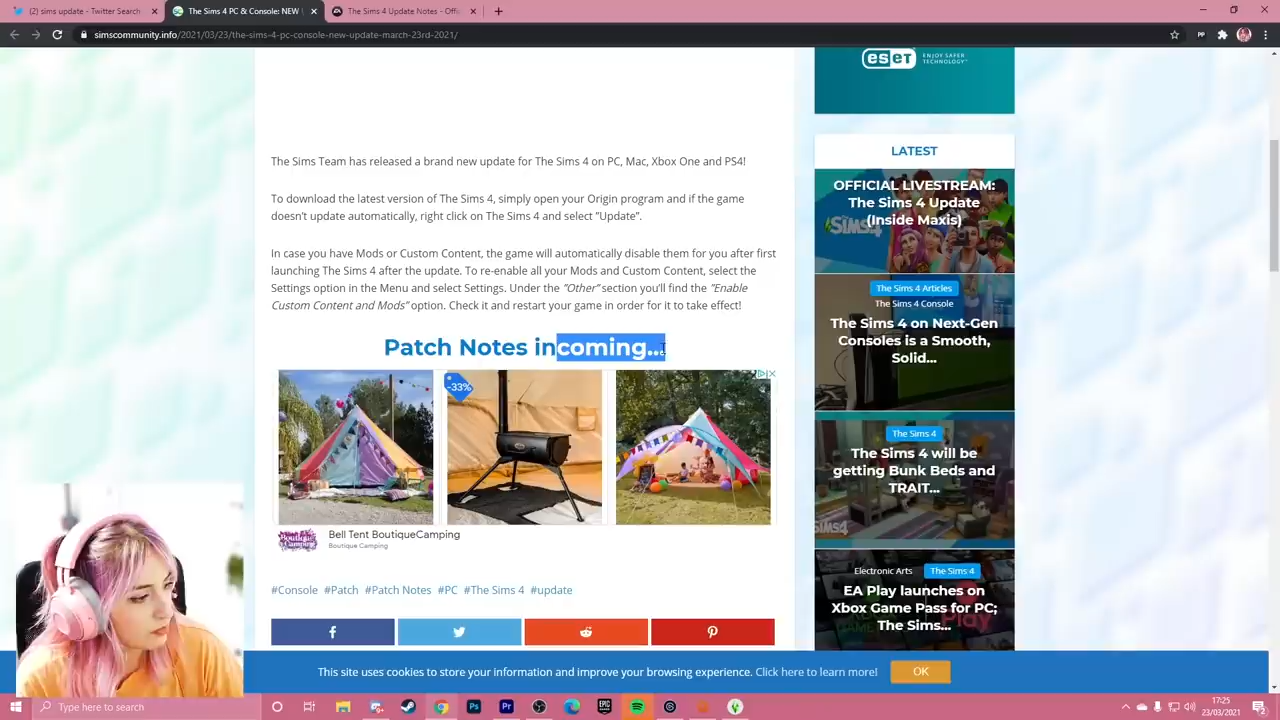 (2) sims update - Twitter Search
The Sims 4 PC & Console: NEW
The Sims 4 Update Notes - Offi
simscommunity.info/2021/03/23/the-sims-4-pc-console-new-update-march-23rd-2021/
PP
eseT ENJOY SAFER TECHNOLOGY™
The Sims Team has released a brand new update for The Sims 4 on PC, Mac, Xbox One and PS4!
To download the latest version of The Sims 4, simply open your Origin program and if the game
doesn't update automatically, right click on The Sims 4 and select "Update".
In case you have Mods or Custom Content, the game will automatically disable them for you after first
launching The Sims 4 after the update. To re-enable all your Mods and Custom Content, select the
Settings option in the Menu and select Settings. Under the "Other" section you'll find the "Enable
Custom Content and Mods" option. Check it and restart your game in order for it to take effect!
Patch Notes incoming...
-33%
Boutique Camping
Bell Tent BoutiqueCamping
Boutique Camping
#Console #Patch #Patch Notes #PC #The Sims 4 #update
LATEST
OFFICIAL LIVESTREAM:
The Sims 4 Update
(Inside Maxis)
The Sims 4 Articles
The Sims 4 Console
The Sims 4 on Next-Gen
Consoles is a Smooth,
Solid...
The Sims 4
The Sims 4 will be
getting Bunk Beds and
TRAIT...
Electronic Arts The Sims 4
EA Play launches on
Xbox Game Pass for PC;
The Sims...
This site uses cookies to store your information and improve your browsing experience. Click here to learn more! OK
Type here to search
17:25
23/03/2021
2